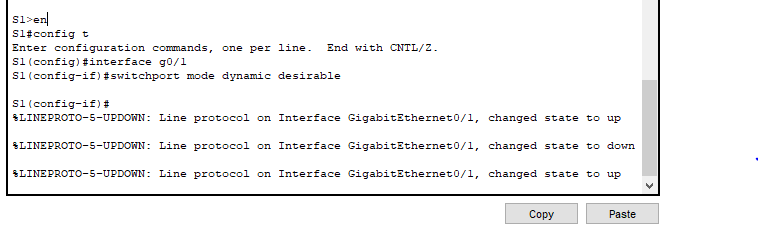 S1>en
S1#config t
Enter configuration commands, one per line.  End with CNTL/Z.
S1(config)#interface g0/1
S1(config-if)#switchport mode dynamic desirable
S1(config-if)#
%LINEPROTO-5-UPDOWN: Line protocol on Interface GigabitEthernet0/1, changed state to up
%LINEPROTO-5-UPDOWN: Line protocol on Interface GigabitEthernet0/1, changed state to down
%LINEPROTO-5-UPDOWN: Line protocol on Interface GigabitEthernet0/1, changed state to up
Copy Paste